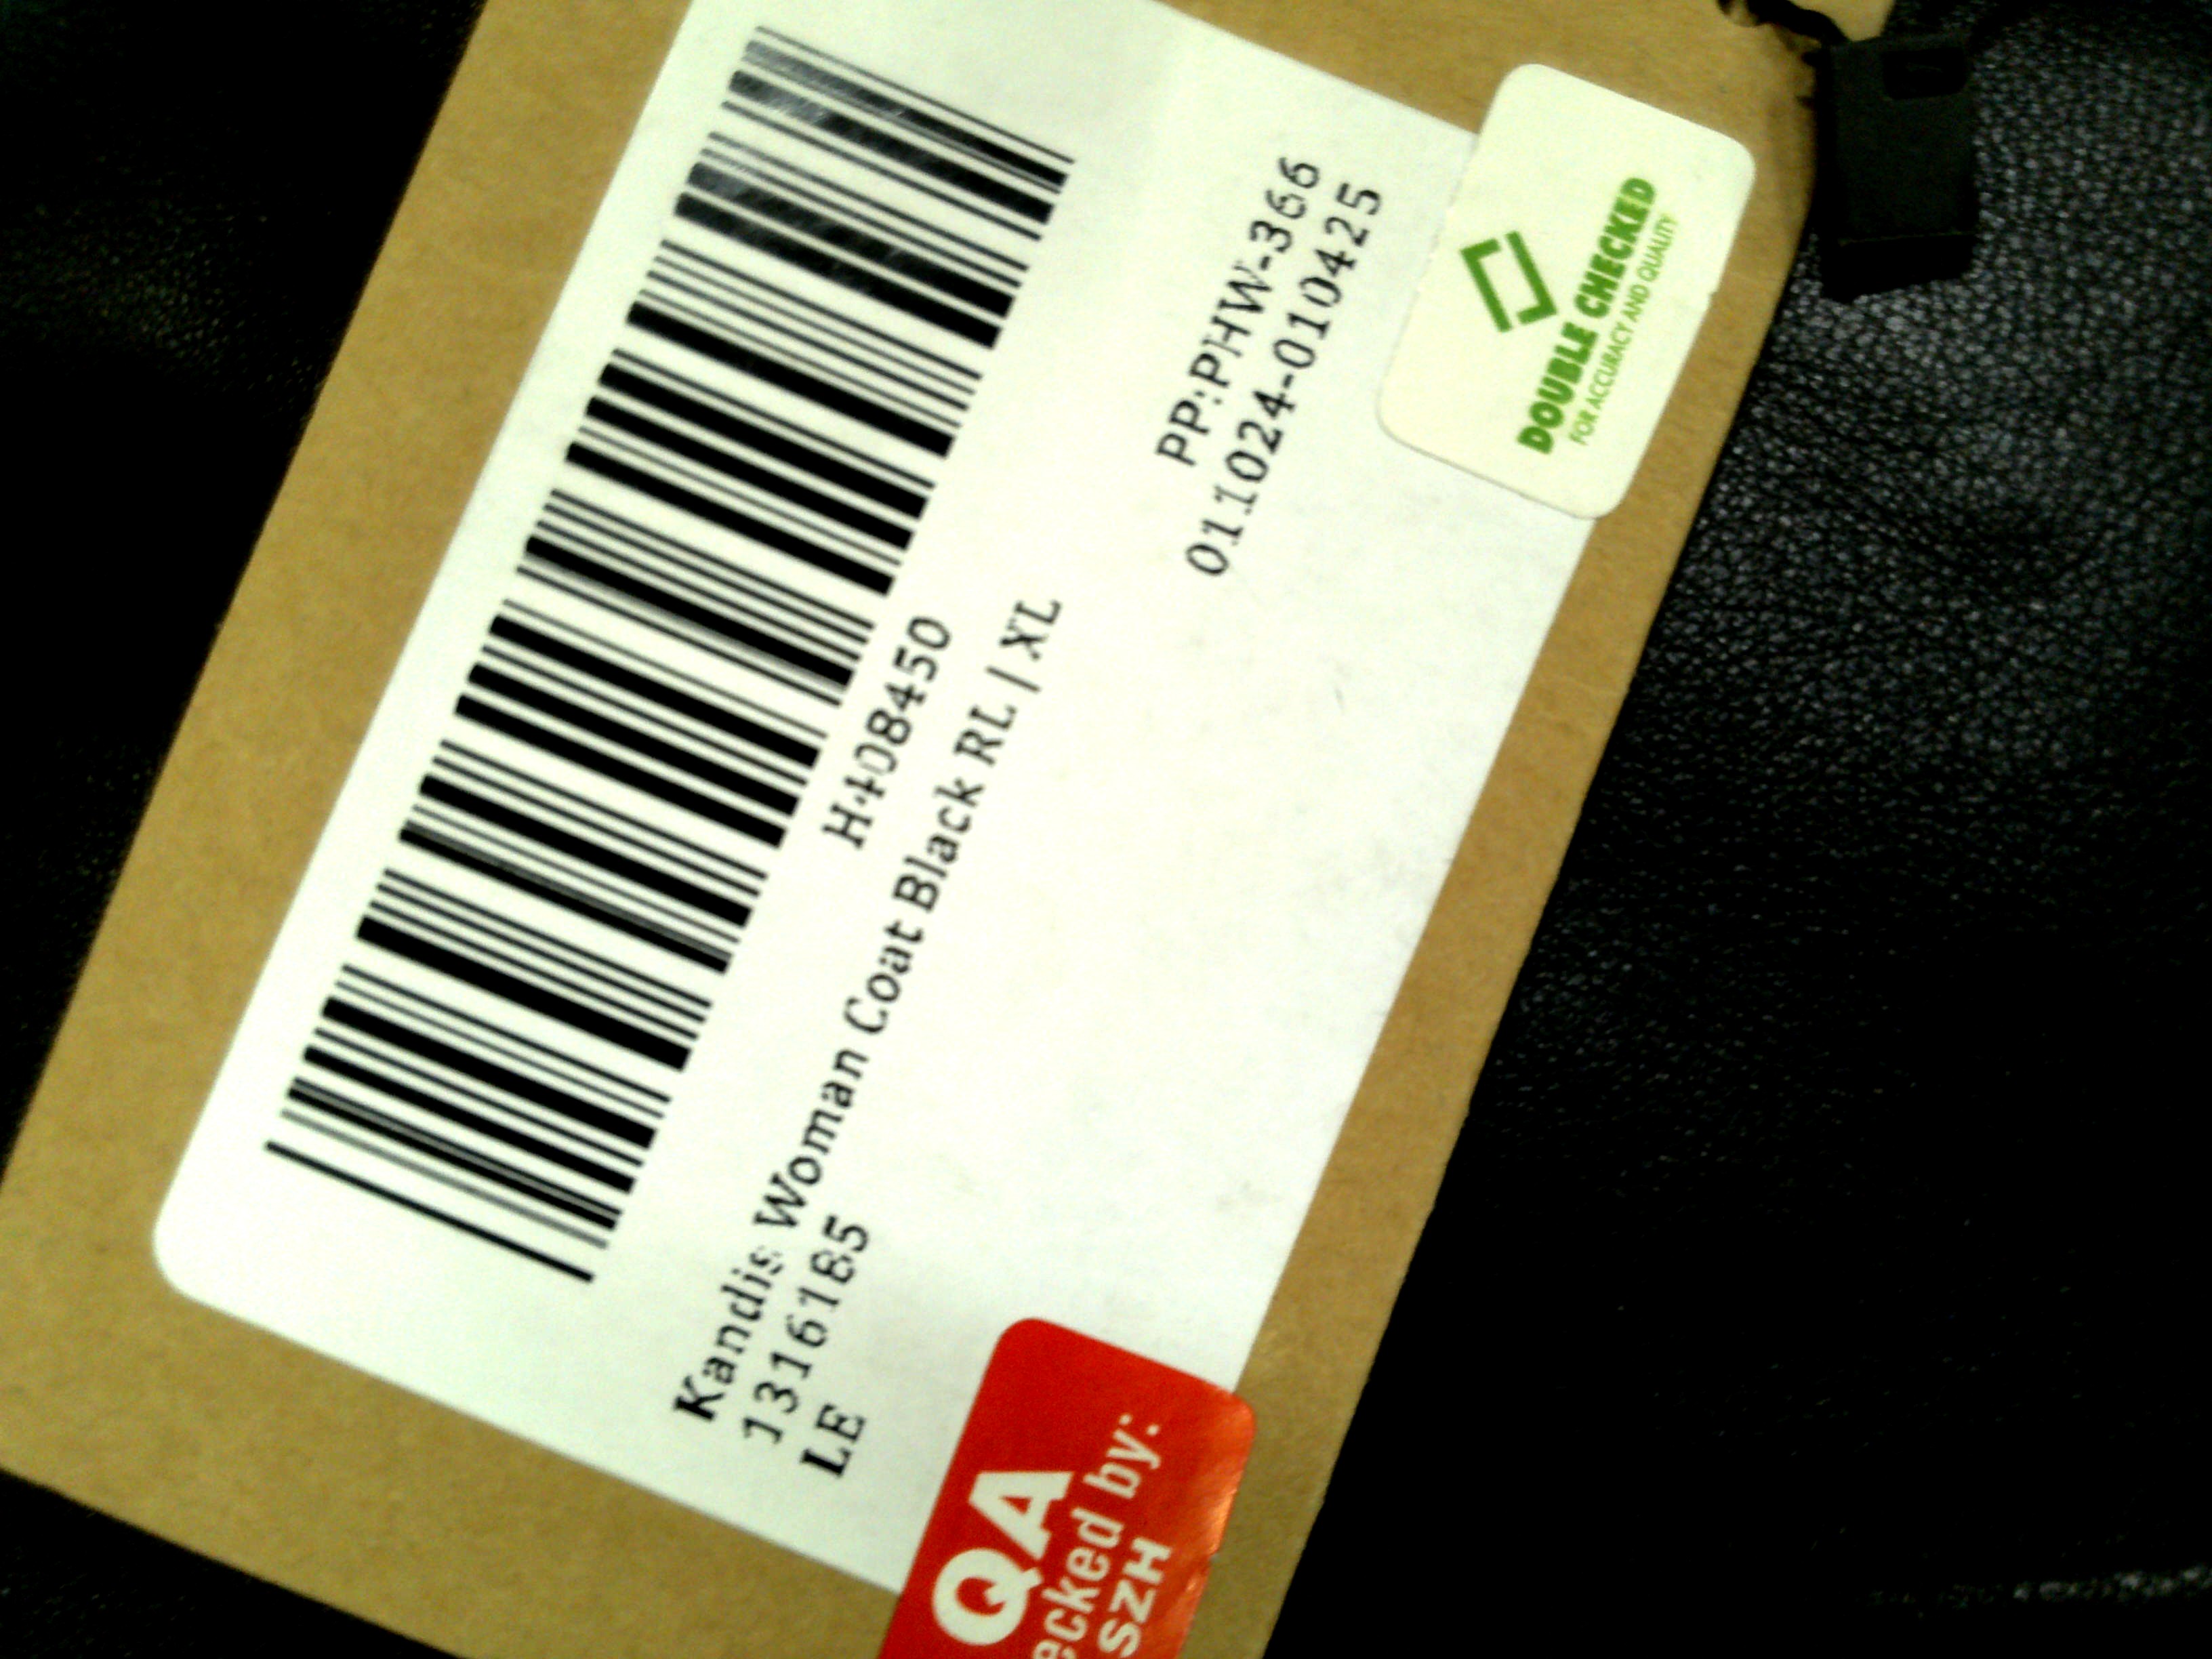 H408450
Kandis Woman Coat Black RL | XL
1316185
LE
PP:PHW-366
011024-010425
DOUBLE CHECKED
FOR ACCURACY AND QUALITY
QA
ecked by:
SZH